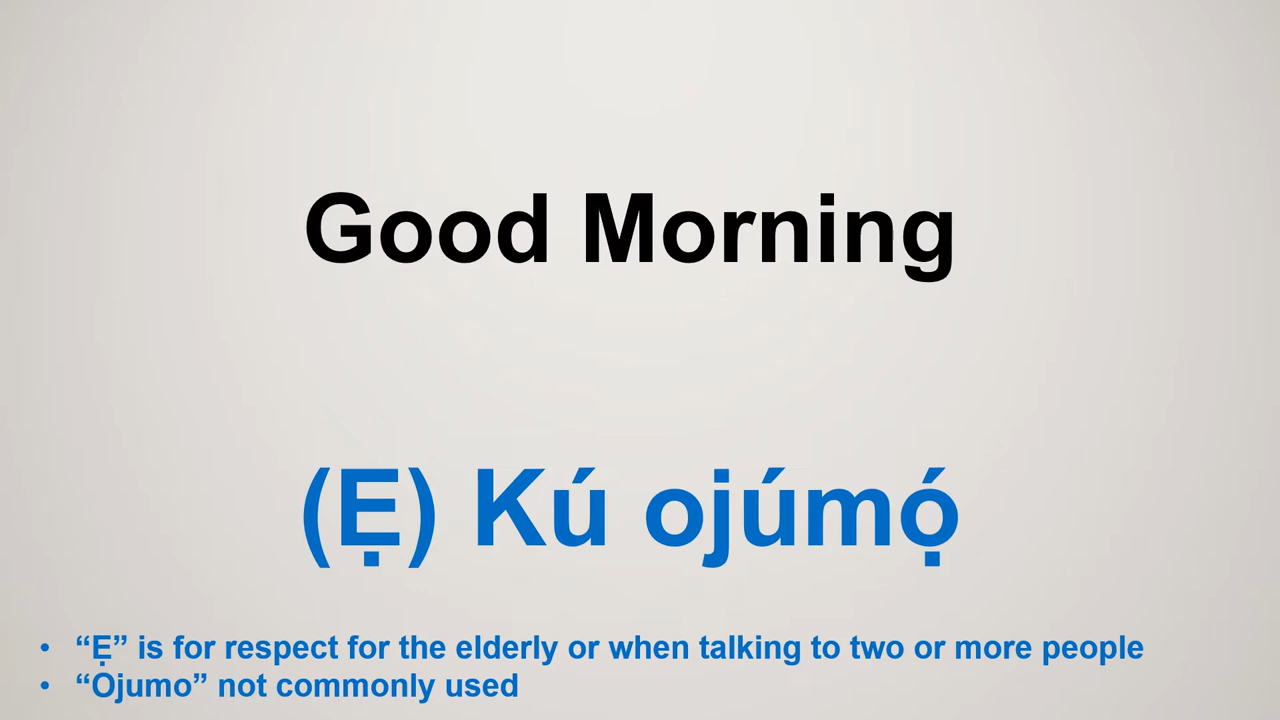 Good Morning
(Ẹ) Kú ojúmọ́
• “Ẹ” is for respect for the elderly or when talking to two or more people
• “Ojumo” not commonly used